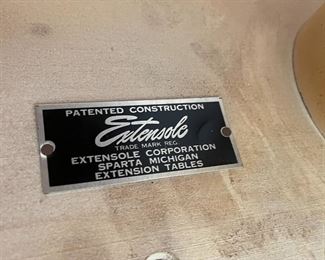 PATENTED CONSTRUCTION
Extensole
TRADE MARK REG.
EXTENSOLE CORPORATION
SPARTA MICHIGAN
EXTENSION TABLES